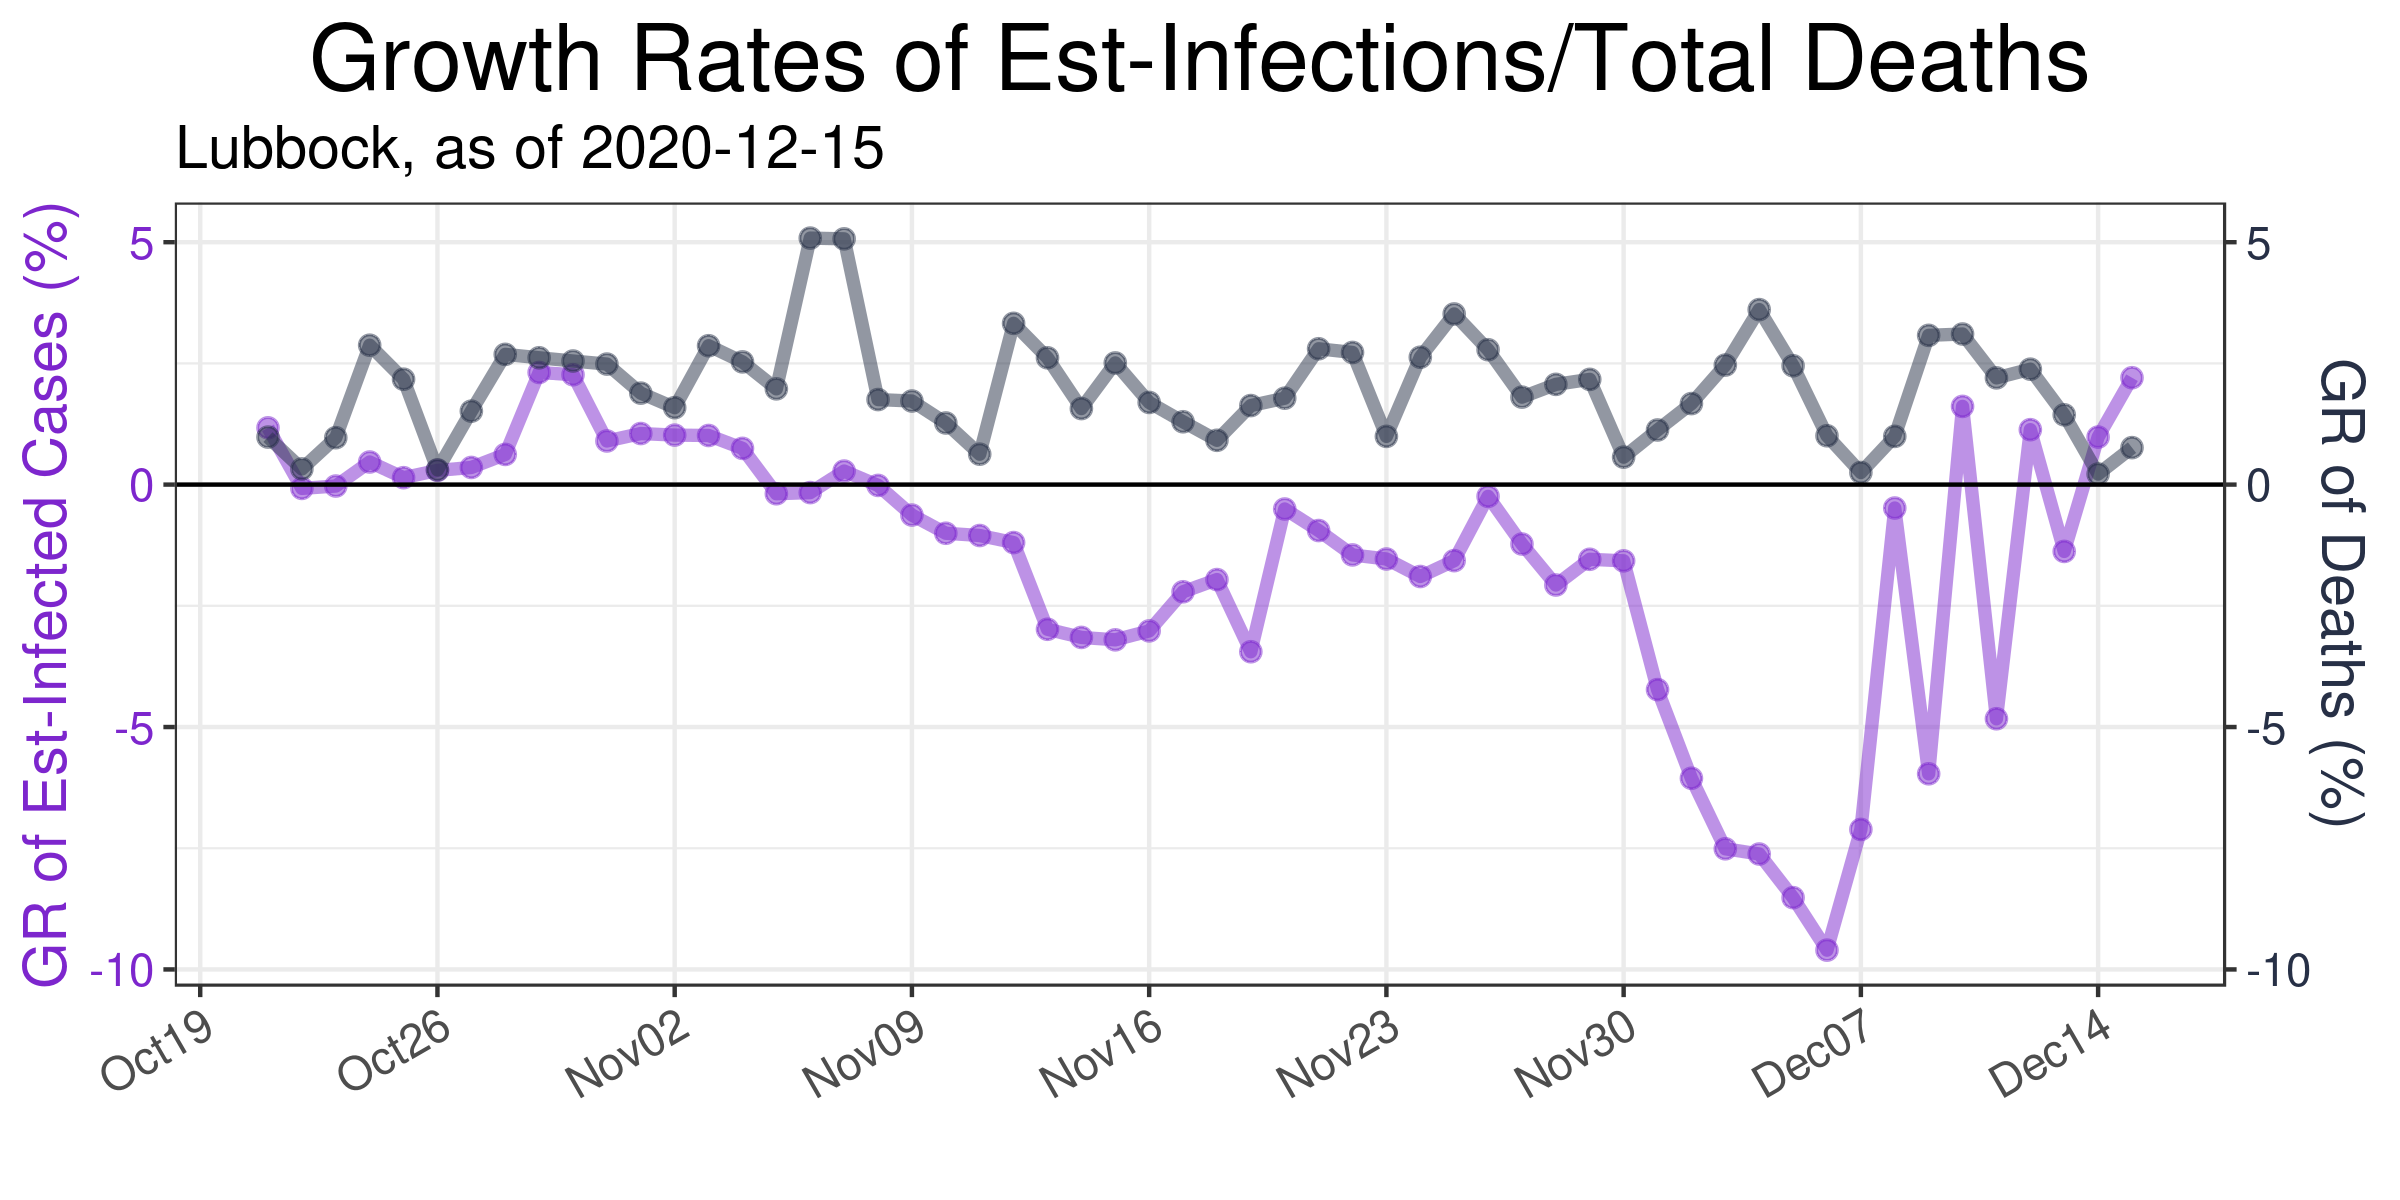 Growth Rates of Est-Infections/Total Deaths
Lubbock, as of 2020-12-15
GR of Est-Infected Cases (%)
5
0
-5
-10
5
0
-5
-10
GR of Deaths (%)
Oct19
Oct26
Nov02
Nov09
Nov16
Nov23
Nov30
Dec07
Dec14